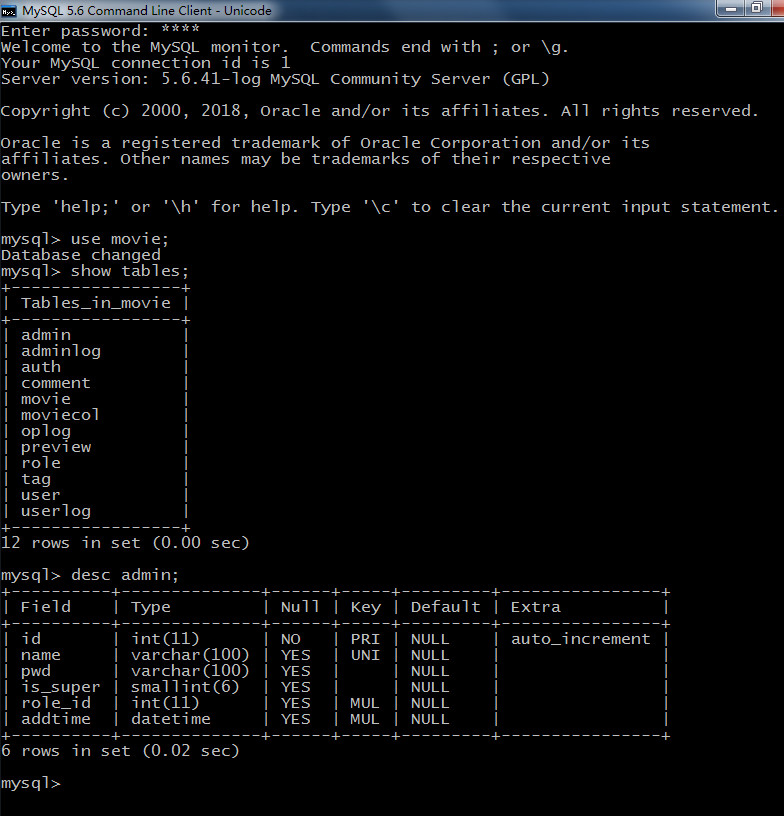 MySQL 5.6 Command Line Client - Unicode
Enter password: ****
Welcome to the MySQL monitor.  Commands end with ; or \g.
Your MySQL connection id is 1
Server version: 5.6.41-log MySQL Community Server (GPL)

Copyright (c) 2000, 2018, Oracle and/or its affiliates. All rights reserved.

Oracle is a registered trademark of Oracle Corporation and/or its
affiliates. Other names may be trademarks of their respective
owners.

Type 'help;' or '\h' for help. Type '\c' to clear the current input statement.

mysql> use movie;
Database changed
mysql> show tables;
+-----------------+
| Tables_in_movie |
+-----------------+
| admin           |
| adminlog        |
| auth            |
| comment         |
| movie           |
| moviecol        |
| oplog           |
| preview         |
| role            |
| tag             |
| user            |
| userlog         |
+-----------------+
12 rows in set (0.00 sec)

mysql> desc admin;
+----------+--------------+------+-----+---------+----------------+
| Field    | Type         | Null | Key | Default | Extra          |
+----------+--------------+------+-----+---------+----------------+
| id       | int(11)      | NO   | PRI | NULL    | auto_increment |
| name     | varchar(100) | YES  | UNI | NULL    |                |
| pwd      | varchar(100) | YES  |     | NULL    |                |
| is_super | smallint(6)  | YES  |     | NULL    |                |
| role_id  | int(11)      | YES  | MUL | NULL    |                |
| addtime  | datetime     | YES  | MUL | NULL    |                |
+----------+--------------+------+-----+---------+----------------+
6 rows in set (0.02 sec)

mysql>